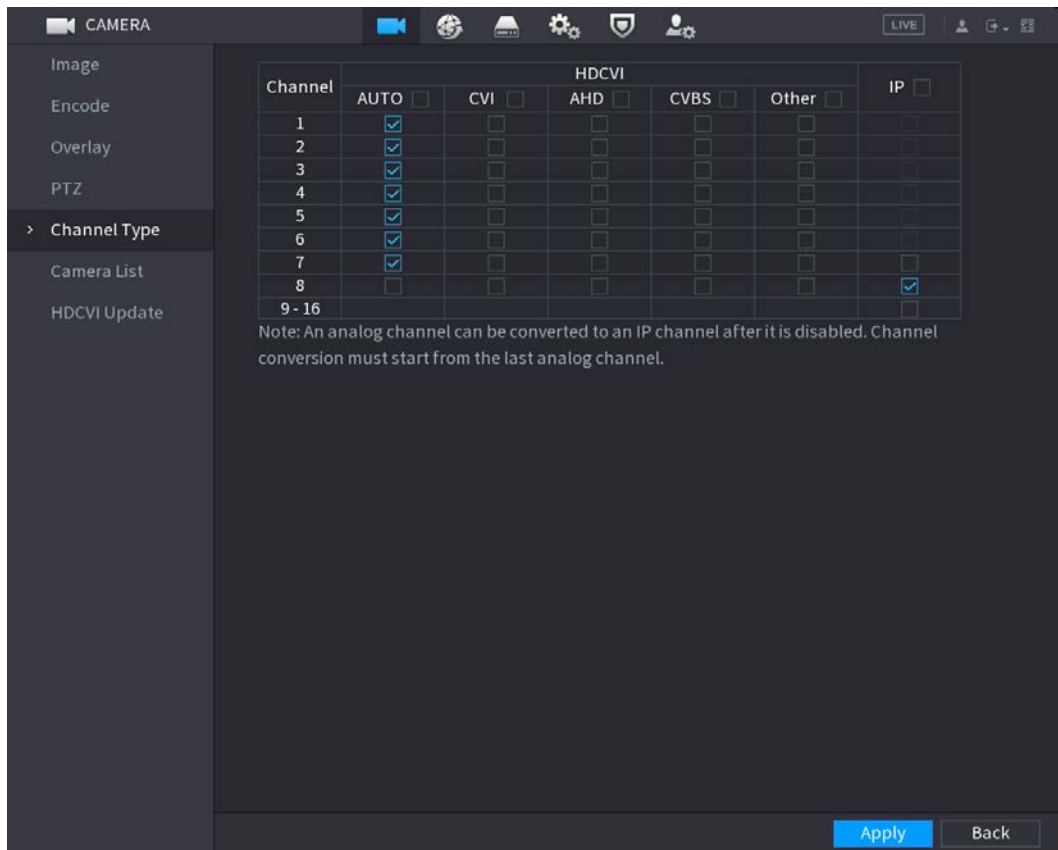 CAMERA
LIVE
Image
Encode
Overlay
PTZ
Channel Type
Camera List
HDCVI Update
Channel HDCVI IP
AUTO CVI AHD CVBS Other
1
2
3
4
5
6
7
8
9 - 16
Note: An analog channel can be converted to an IP channel after it is disabled. Channel
conversion must start from the last analog channel.
Apply Back